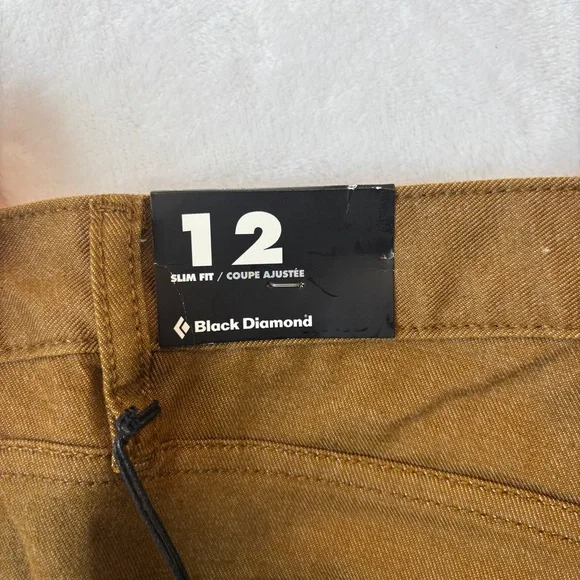 12
SLIM FIT / COUPE AJUSTÉE
Black Diamond